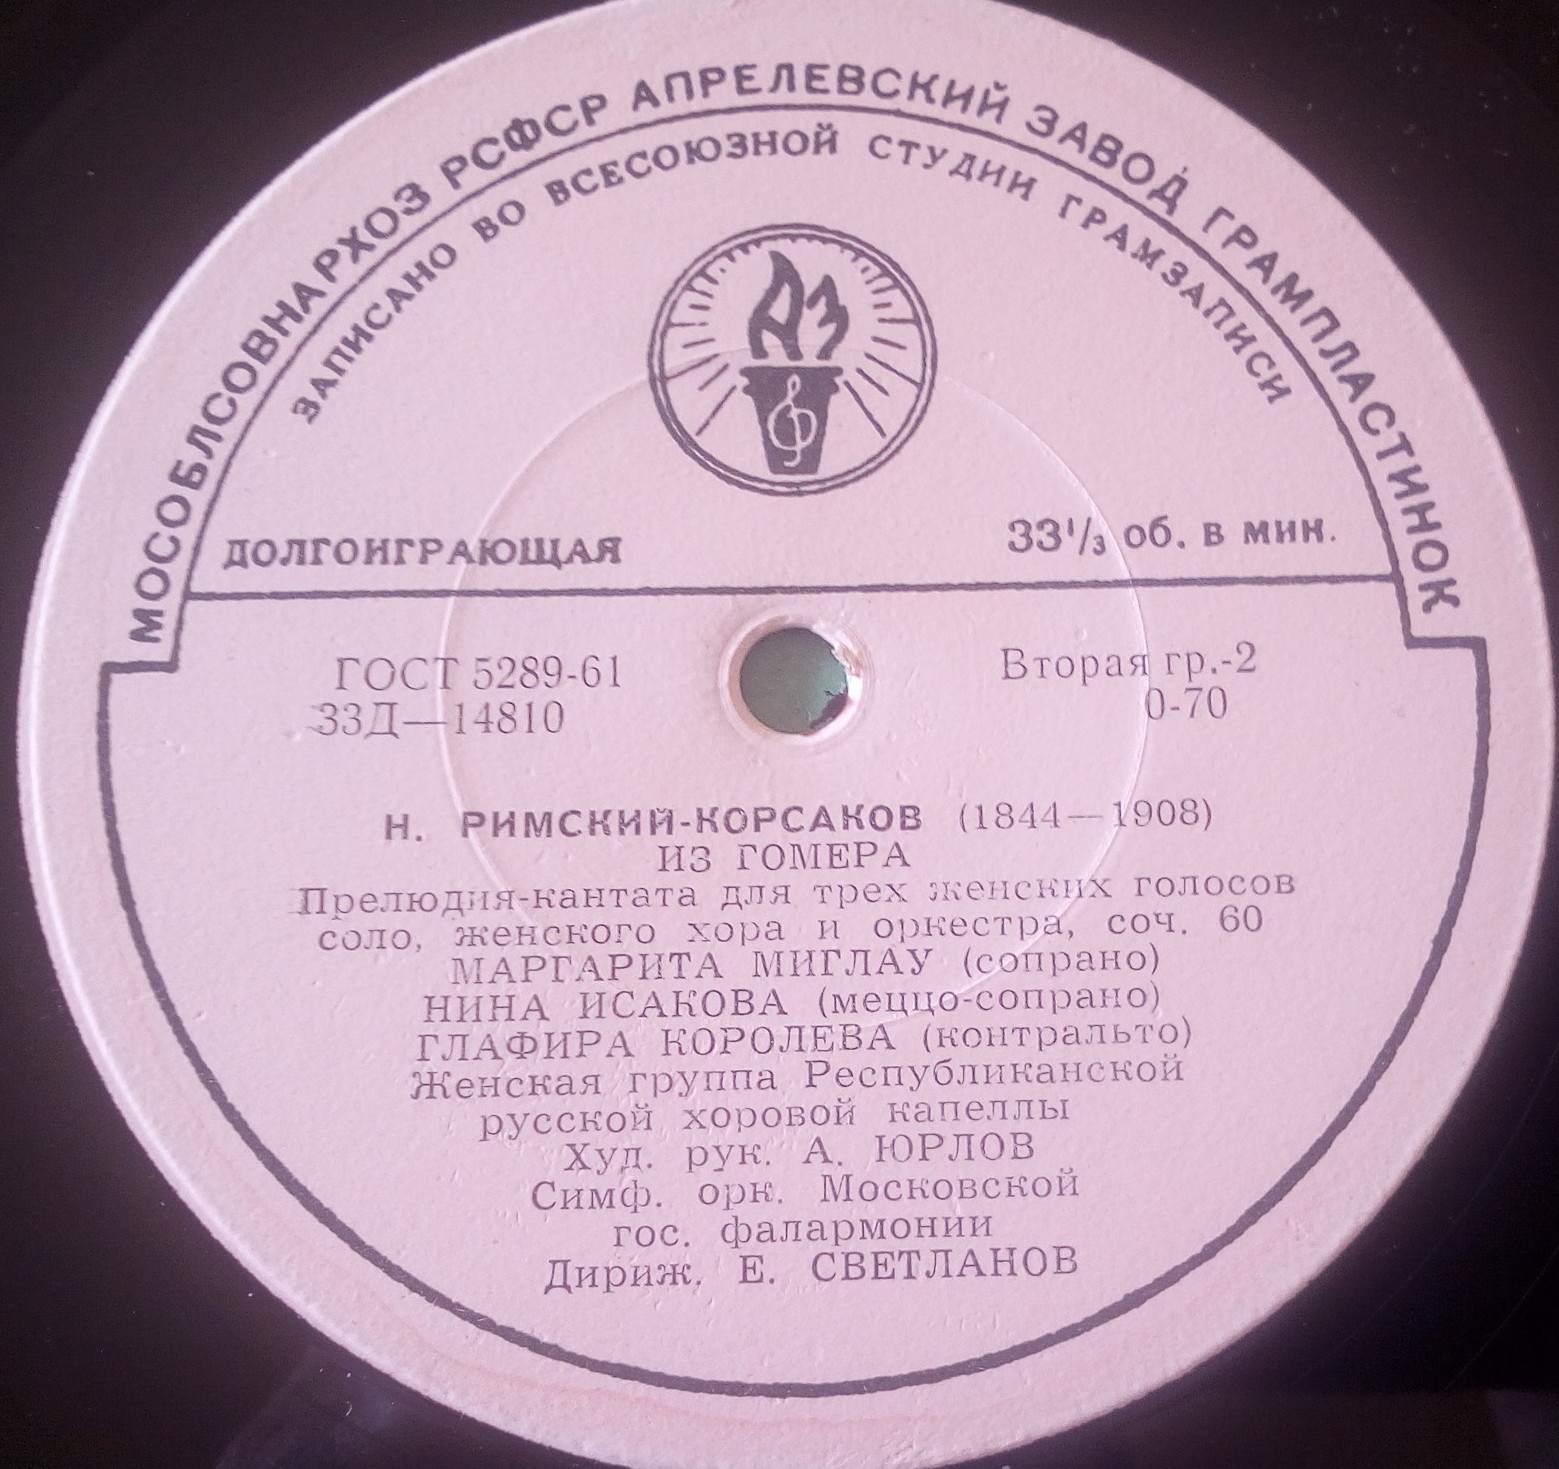 МОСОБЛСОВНАРХОЗ РСФСР АПРЕЛЕВСКИЙ ЗАВОД ГРАМПЛАСТИНОК
ЗАПИСАНО ВО ВСЕСОЮЗНОЙ СТУДИИ ГРАМЗАПИСИ
АЗ
ДОЛГОИГРАЮЩАЯ 33⅓ об. в мин.
ГОСТ 5289-61 Вторая гр.-2
33Д—14810 0-70
Н. РИМСКИЙ-КОРСАКОВ (1844—1908)
ИЗ ГОМЕРА
Прелюдия-кантата для трех женских голосов
соло, женского хора и оркестра, соч. 60
МАРГАРИТА МИГЛАУ (сопрано)
НИНА ИСАКОВА (меццо-сопрано)
ГЛАФИРА КОРОЛЕВА (контральто)
Женская группа Республиканской
русской хоровой капеллы
Худ. рук. А. ЮРЛОВ
Симф. орк. Московской
гос. фалармонии
Дириж. Е. СВЕТЛАНОВ